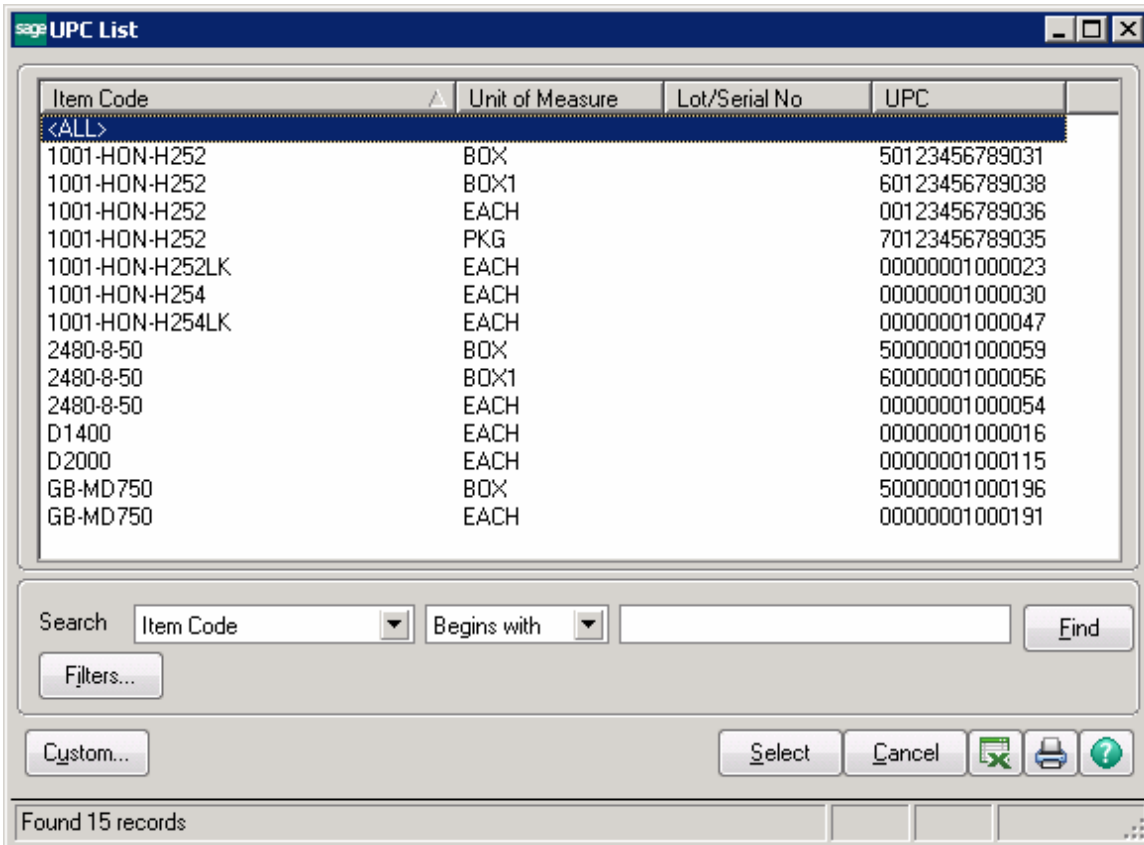 sage UPC List
Item Code Unit of Measure Lot/Serial No UPC
<ALL>
1001-HON-H252 BOX 50123456789031
1001-HON-H252 BOX1 60123456789038
1001-HON-H252 EACH 00123456789036
1001-HON-H252 PKG 70123456789035
1001-HON-H252LK EACH 00000001000023
1001-HON-H254 EACH 00000001000030
1001-HON-H254LK EACH 00000001000047
2480-8-50 BOX 50000001000059
2480-8-50 BOX1 60000001000056
2480-8-50 EACH 00000001000054
D1400 EACH 00000001000016
D2000 EACH 00000001000115
GB-MD750 BOX 50000001000196
GB-MD750 EACH 00000001000191
Search Item Code Begins with Find
Filters...
Custom... Select Cancel ?
Found 15 records